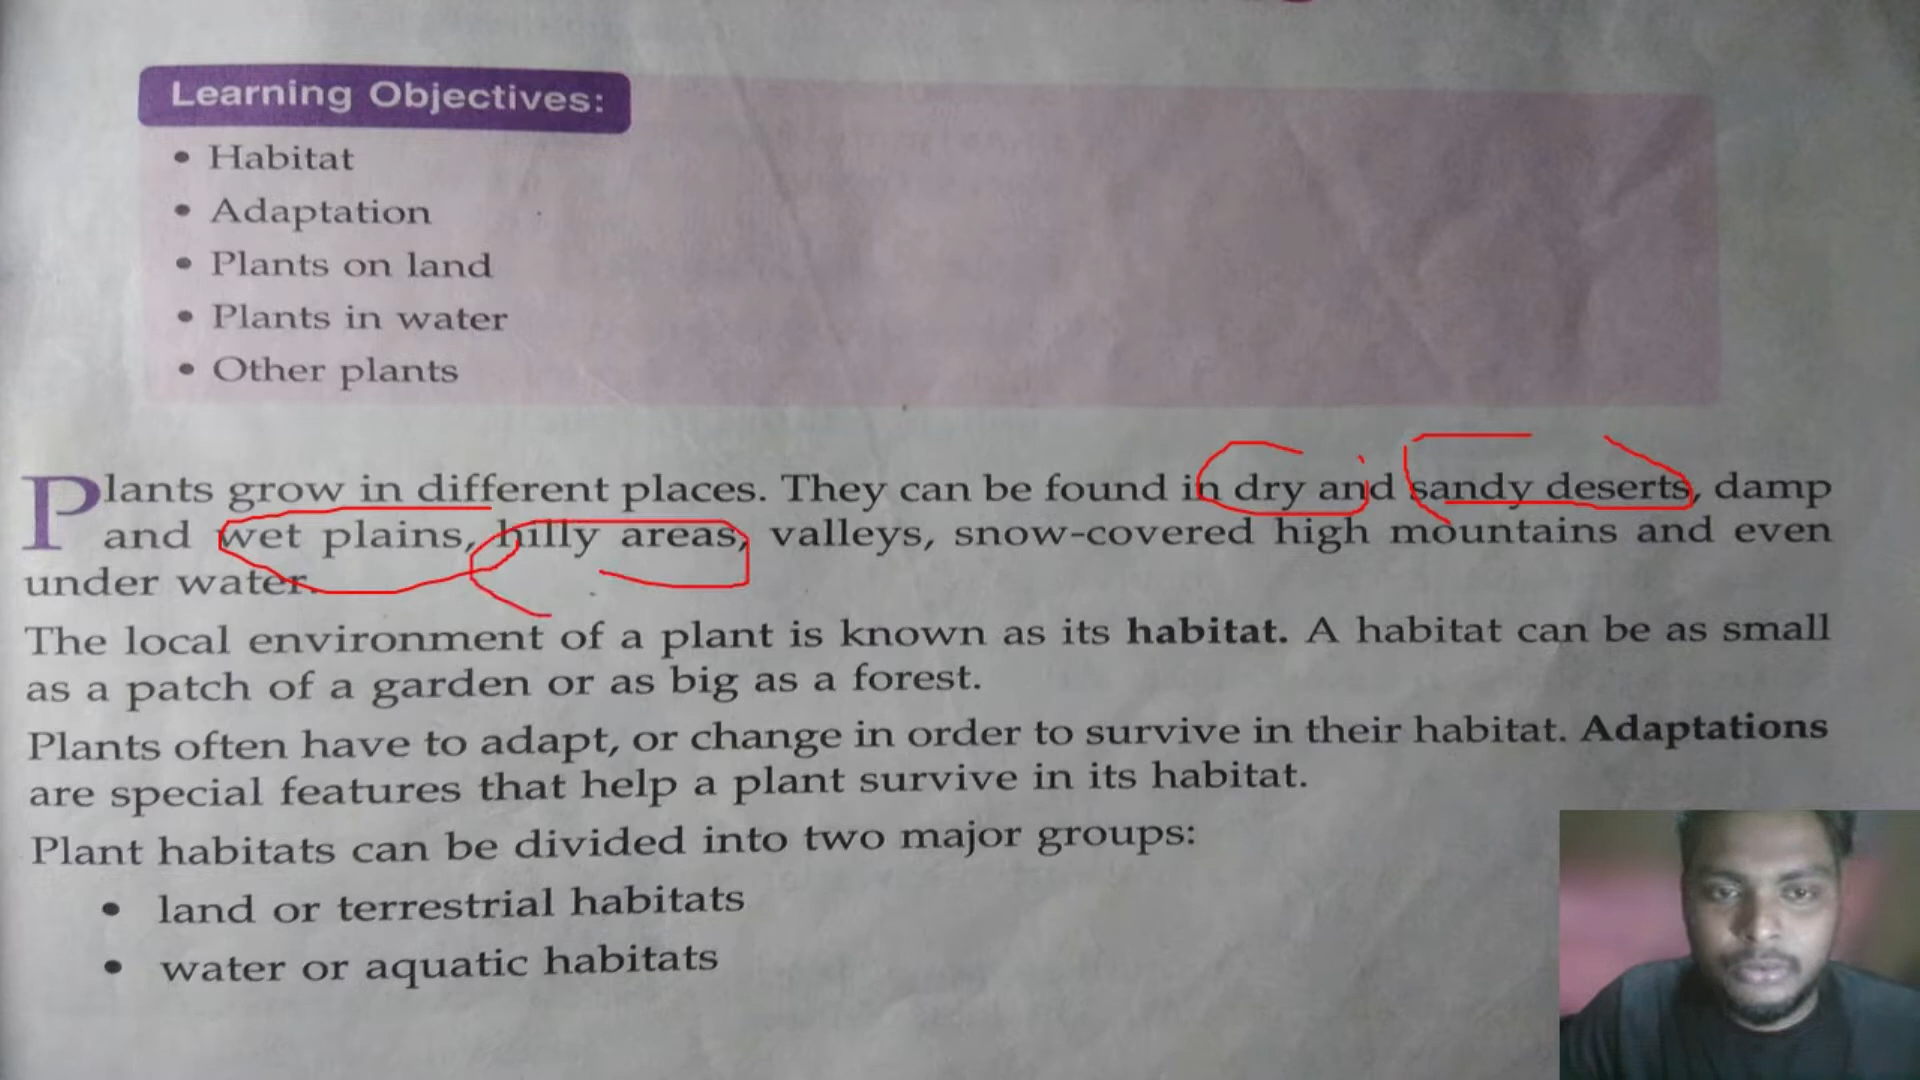 Learning Objectives:
• Habitat
• Adaptation
• Plants on land
• Plants in water
• Other plants
Plants grow in different places. They can be found in dry and sandy deserts, damp
and wet plains, hilly areas, valleys, snow-covered high mountains and even
under water.
The local environment of a plant is known as its habitat. A habitat can be as small
as a patch of a garden or as big as a forest.
Plants often have to adapt, or change in order to survive in their habitat. Adaptations
are special features that help a plant survive in its habitat.
Plant habitats can be divided into two major groups:
• land or terrestrial habitats
• water or aquatic habitats